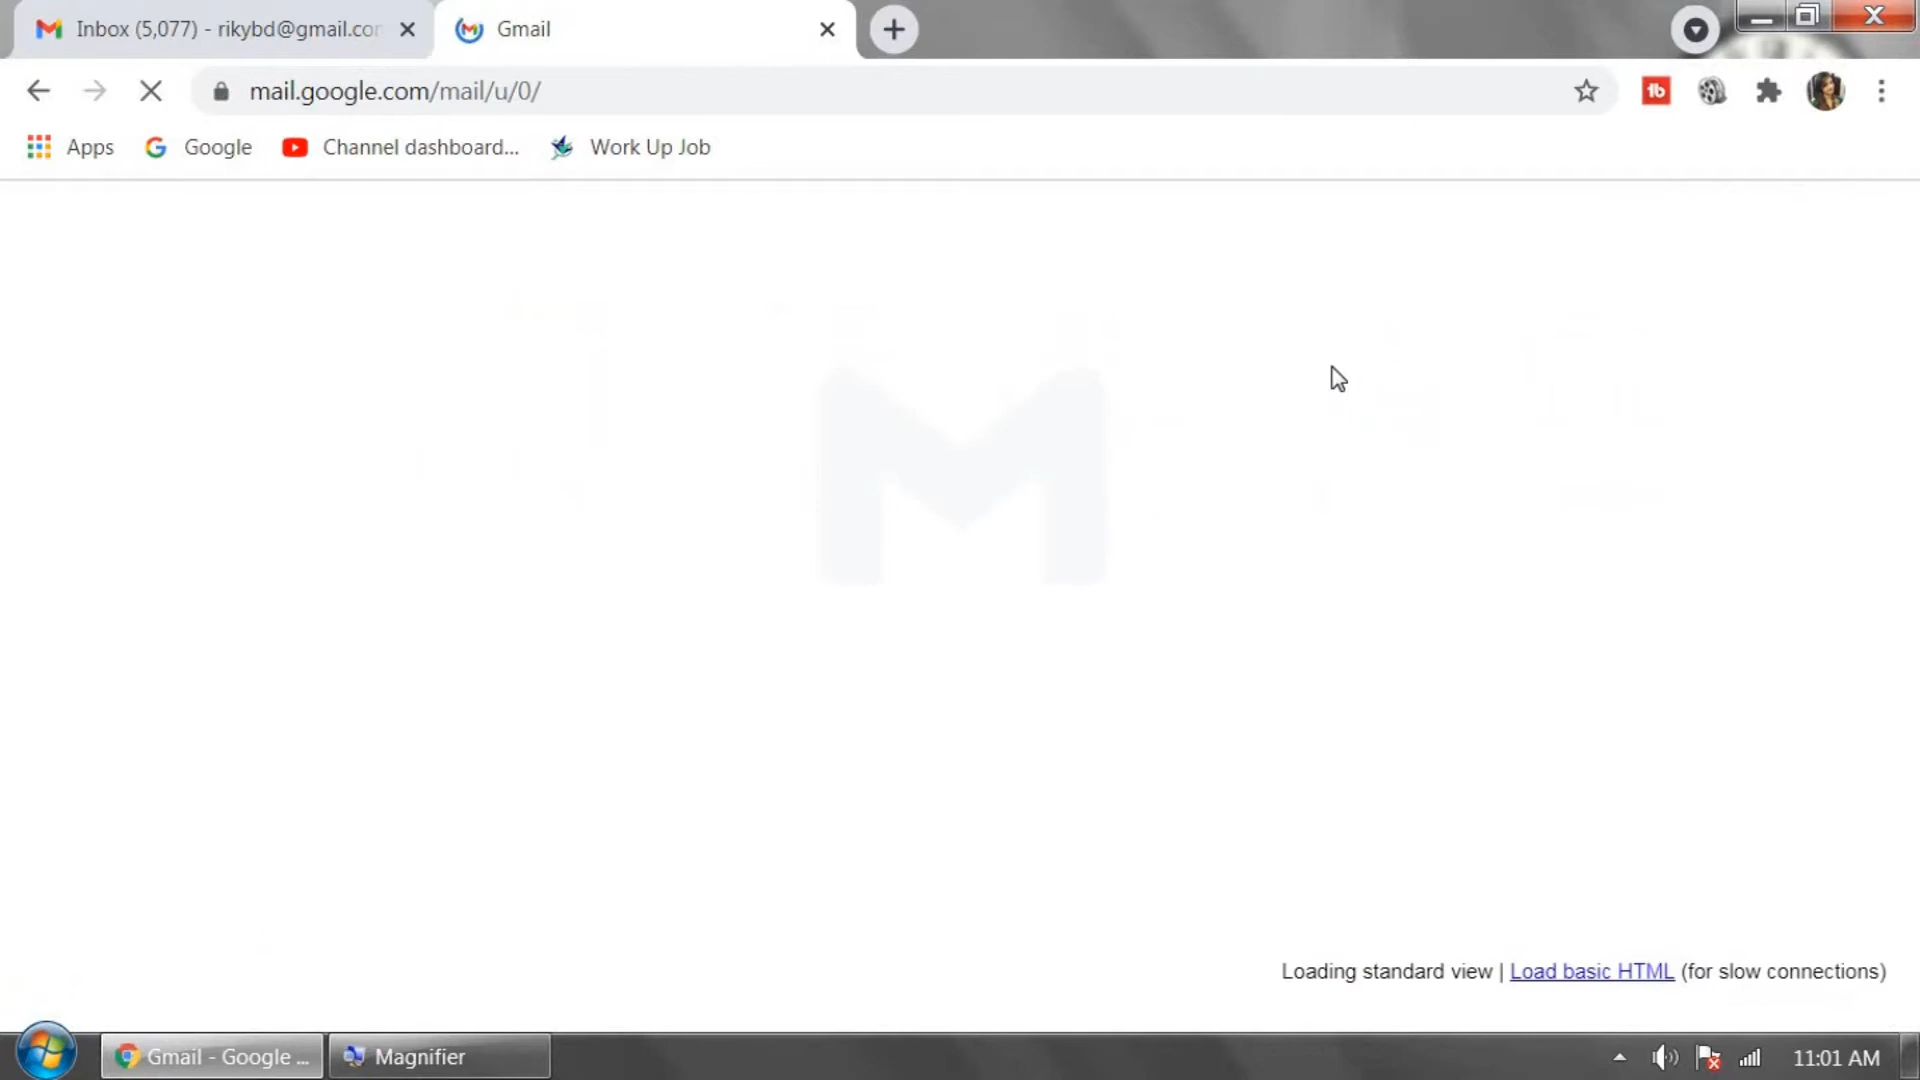 Inbox (5,077) - rikybd@gmail.co
Gmail
mail.google.com/mail/u/0/
Apps
Google
Channel dashboard...
Work Up Job
Loading standard view | Load basic HTML (for slow connections)
Gmail - Google ...
Magnifier
11:01 AM